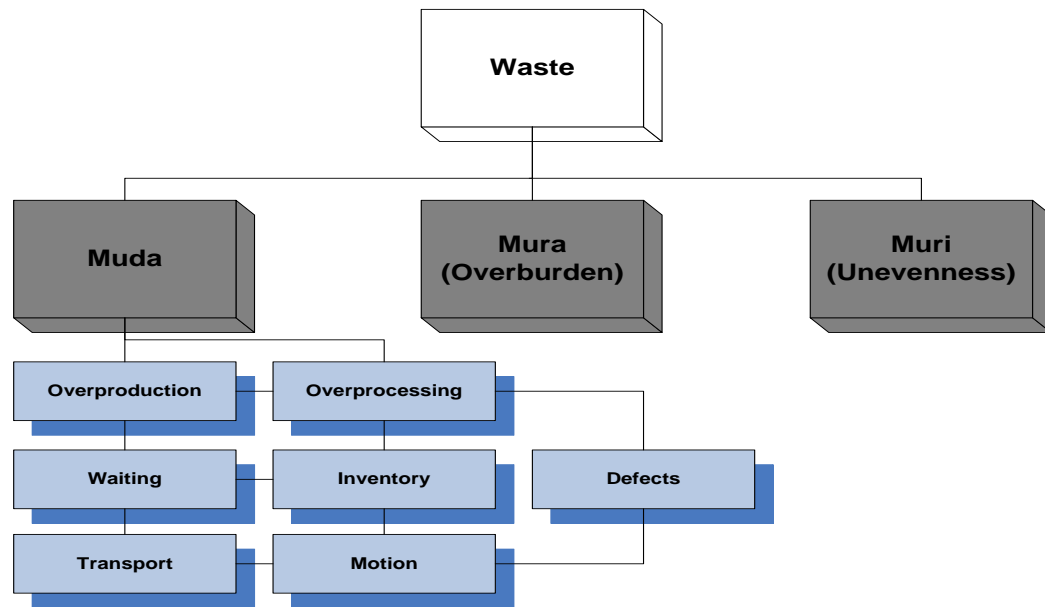 Waste
Muda
Mura
(Overburden)
Muri
(Unevenness)
Overproduction
Overprocessing
Waiting
Inventory
Defects
Transport
Motion